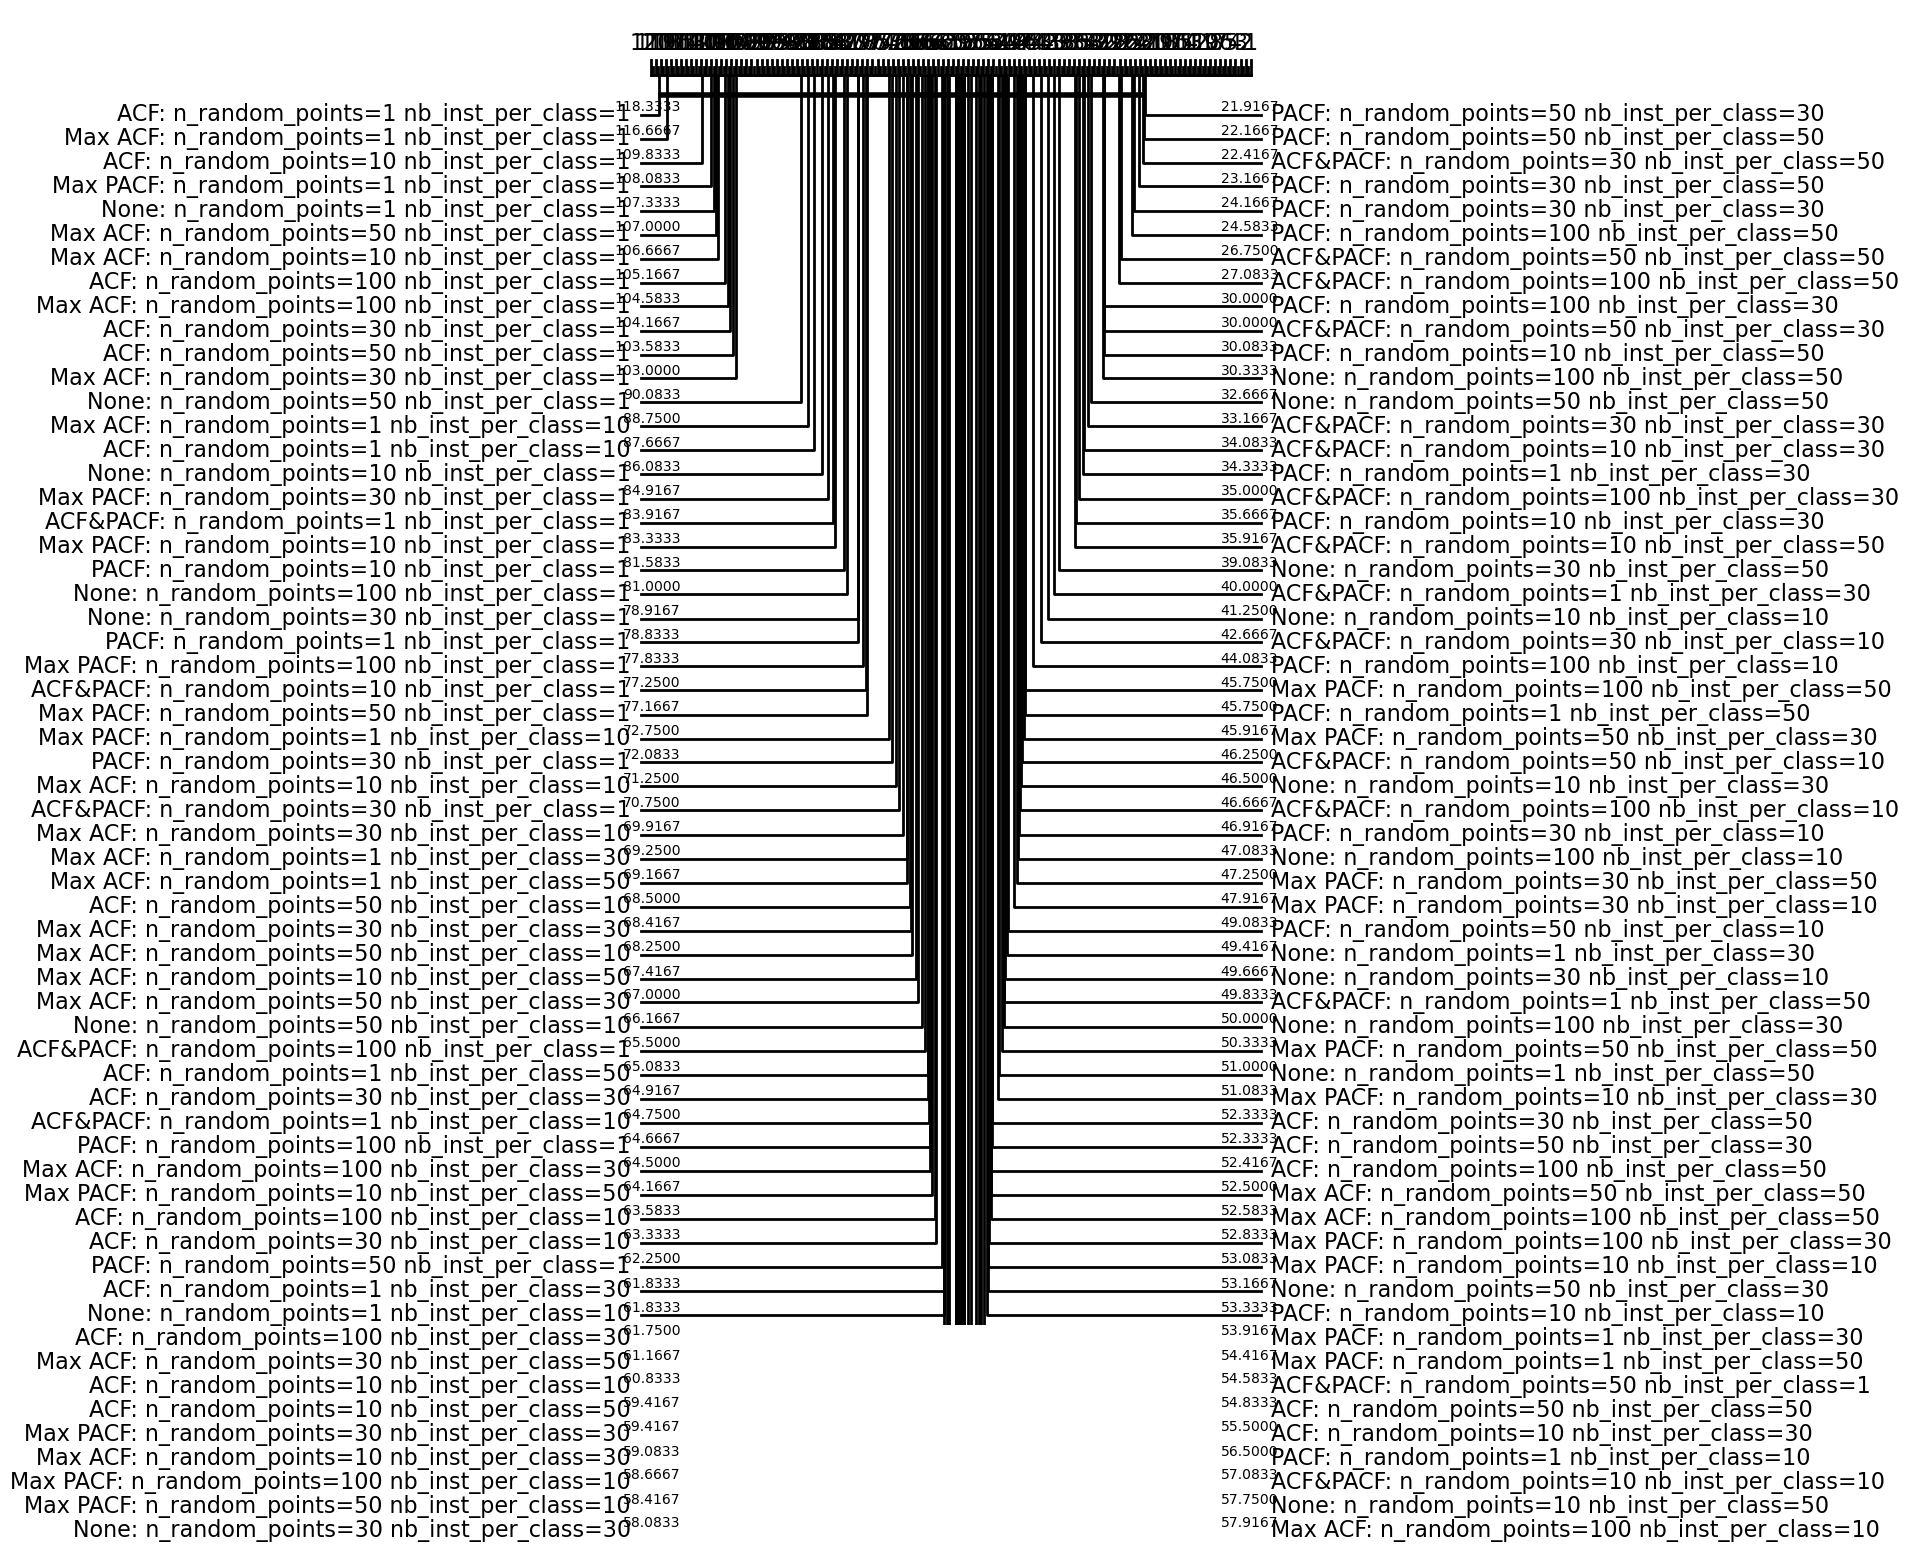 ACF: n_random_points=1 nb_inst_per_class=1 118.3333
Max ACF: n_random_points=1 nb_inst_per_class=1 116.6667
ACF: n_random_points=10 nb_inst_per_class=1 109.8333
Max PACF: n_random_points=1 nb_inst_per_class=1 108.0833
None: n_random_points=1 nb_inst_per_class=1 107.3333
Max ACF: n_random_points=50 nb_inst_per_class=1 107.0000
Max ACF: n_random_points=10 nb_inst_per_class=1 106.6667
ACF: n_random_points=100 nb_inst_per_class=1 105.1667
Max ACF: n_random_points=100 nb_inst_per_class=1 104.5833
ACF: n_random_points=30 nb_inst_per_class=1 104.1667
ACF: n_random_points=50 nb_inst_per_class=1 103.5833
Max ACF: n_random_points=30 nb_inst_per_class=1 103.0000
None: n_random_points=50 nb_inst_per_class=1 90.0833
Max ACF: n_random_points=1 nb_inst_per_class=10 88.7500
ACF: n_random_points=1 nb_inst_per_class=10 87.6667
None: n_random_points=10 nb_inst_per_class=1 86.0833
Max PACF: n_random_points=30 nb_inst_per_class=1 84.9167
ACF&PACF: n_random_points=1 nb_inst_per_class=1 83.9167
Max PACF: n_random_points=10 nb_inst_per_class=1 83.3333
PACF: n_random_points=10 nb_inst_per_class=1 81.5833
None: n_random_points=100 nb_inst_per_class=1 81.0000
None: n_random_points=30 nb_inst_per_class=1 78.9167
PACF: n_random_points=1 nb_inst_per_class=1 78.8333
Max PACF: n_random_points=100 nb_inst_per_class=1 77.8333
ACF&PACF: n_random_points=10 nb_inst_per_class=1 77.2500
Max PACF: n_random_points=50 nb_inst_per_class=1 77.1667
Max PACF: n_random_points=1 nb_inst_per_class=10 72.7500
PACF: n_random_points=30 nb_inst_per_class=1 72.0833
Max ACF: n_random_points=10 nb_inst_per_class=10 71.2500
ACF&PACF: n_random_points=30 nb_inst_per_class=1 70.7500
Max ACF: n_random_points=30 nb_inst_per_class=10 69.9167
Max ACF: n_random_points=1 nb_inst_per_class=30 69.2500
Max ACF: n_random_points=1 nb_inst_per_class=50 69.1667
ACF: n_random_points=50 nb_inst_per_class=10 68.5000
Max ACF: n_random_points=30 nb_inst_per_class=30 68.4167
Max ACF: n_random_points=50 nb_inst_per_class=10 68.2500
Max ACF: n_random_points=10 nb_inst_per_class=50 67.4167
Max ACF: n_random_points=50 nb_inst_per_class=30 67.0000
None: n_random_points=50 nb_inst_per_class=10 66.1667
ACF&PACF: n_random_points=100 nb_inst_per_class=1 65.5000
ACF: n_random_points=1 nb_inst_per_class=50 65.0833
ACF: n_random_points=30 nb_inst_per_class=30 64.9167
ACF&PACF: n_random_points=1 nb_inst_per_class=10 64.7500
PACF: n_random_points=100 nb_inst_per_class=1 64.6667
Max ACF: n_random_points=100 nb_inst_per_class=30 64.5000
Max PACF: n_random_points=10 nb_inst_per_class=50 64.1667
ACF: n_random_points=100 nb_inst_per_class=10 63.5833
ACF: n_random_points=30 nb_inst_per_class=10 63.3333
PACF: n_random_points=50 nb_inst_per_class=1 62.2500
ACF: n_random_points=1 nb_inst_per_class=30 61.8333
None: n_random_points=1 nb_inst_per_class=10 61.8333
ACF: n_random_points=100 nb_inst_per_class=30 61.7500
Max ACF: n_random_points=30 nb_inst_per_class=50 61.1667
ACF: n_random_points=10 nb_inst_per_class=10 60.8333
ACF: n_random_points=10 nb_inst_per_class=50 59.4167
Max PACF: n_random_points=30 nb_inst_per_class=30 59.4167
Max ACF: n_random_points=10 nb_inst_per_class=30 59.0833
Max PACF: n_random_points=100 nb_inst_per_class=10 58.6667
Max PACF: n_random_points=50 nb_inst_per_class=10 58.4167
None: n_random_points=30 nb_inst_per_class=30 58.0833
21.9167 PACF: n_random_points=50 nb_inst_per_class=30
22.1667 PACF: n_random_points=50 nb_inst_per_class=50
22.4167 ACF&PACF: n_random_points=30 nb_inst_per_class=50
23.1667 PACF: n_random_points=30 nb_inst_per_class=50
24.1667 PACF: n_random_points=30 nb_inst_per_class=30
24.5833 PACF: n_random_points=100 nb_inst_per_class=50
26.7500 ACF&PACF: n_random_points=50 nb_inst_per_class=50
27.0833 ACF&PACF: n_random_points=100 nb_inst_per_class=50
30.0000 PACF: n_random_points=100 nb_inst_per_class=30
30.0000 ACF&PACF: n_random_points=50 nb_inst_per_class=30
30.0833 PACF: n_random_points=10 nb_inst_per_class=50
30.3333 None: n_random_points=100 nb_inst_per_class=50
32.6667 None: n_random_points=50 nb_inst_per_class=50
33.1667 ACF&PACF: n_random_points=30 nb_inst_per_class=30
34.0833 ACF&PACF: n_random_points=10 nb_inst_per_class=30
34.3333 PACF: n_random_points=1 nb_inst_per_class=30
35.0000 ACF&PACF: n_random_points=100 nb_inst_per_class=30
35.6667 PACF: n_random_points=10 nb_inst_per_class=30
35.9167 ACF&PACF: n_random_points=10 nb_inst_per_class=50
39.0833 None: n_random_points=30 nb_inst_per_class=50
40.0000 ACF&PACF: n_random_points=1 nb_inst_per_class=30
41.2500 None: n_random_points=10 nb_inst_per_class=10
42.6667 ACF&PACF: n_random_points=30 nb_inst_per_class=10
44.0833 PACF: n_random_points=100 nb_inst_per_class=10
45.7500 Max PACF: n_random_points=100 nb_inst_per_class=50
45.7500 PACF: n_random_points=1 nb_inst_per_class=50
45.9167 Max PACF: n_random_points=50 nb_inst_per_class=30
46.2500 ACF&PACF: n_random_points=50 nb_inst_per_class=10
46.5000 None: n_random_points=10 nb_inst_per_class=30
46.6667 ACF&PACF: n_random_points=100 nb_inst_per_class=10
46.9167 PACF: n_random_points=30 nb_inst_per_class=10
47.0833 None: n_random_points=100 nb_inst_per_class=10
47.2500 Max PACF: n_random_points=30 nb_inst_per_class=50
47.9167 Max PACF: n_random_points=30 nb_inst_per_class=10
49.0833 PACF: n_random_points=50 nb_inst_per_class=10
49.4167 None: n_random_points=1 nb_inst_per_class=30
49.6667 None: n_random_points=30 nb_inst_per_class=10
49.8333 ACF&PACF: n_random_points=1 nb_inst_per_class=50
50.0000 None: n_random_points=100 nb_inst_per_class=30
50.3333 Max PACF: n_random_points=50 nb_inst_per_class=50
51.0000 None: n_random_points=1 nb_inst_per_class=50
51.0833 Max PACF: n_random_points=10 nb_inst_per_class=30
52.3333 ACF: n_random_points=30 nb_inst_per_class=50
52.3333 ACF: n_random_points=50 nb_inst_per_class=30
52.4167 ACF: n_random_points=100 nb_inst_per_class=50
52.5000 Max ACF: n_random_points=50 nb_inst_per_class=50
52.5833 Max ACF: n_random_points=100 nb_inst_per_class=50
52.8333 Max PACF: n_random_points=100 nb_inst_per_class=30
53.0833 Max PACF: n_random_points=10 nb_inst_per_class=10
53.1667 None: n_random_points=50 nb_inst_per_class=30
53.3333 PACF: n_random_points=10 nb_inst_per_class=10
53.9167 Max PACF: n_random_points=1 nb_inst_per_class=30
54.4167 Max PACF: n_random_points=1 nb_inst_per_class=50
54.5833 ACF&PACF: n_random_points=50 nb_inst_per_class=1
54.8333 ACF: n_random_points=50 nb_inst_per_class=50
55.5000 ACF: n_random_points=10 nb_inst_per_class=30
56.5000 PACF: n_random_points=1 nb_inst_per_class=10
57.0833 ACF&PACF: n_random_points=10 nb_inst_per_class=10
57.7500 None: n_random_points=10 nb_inst_per_class=50
57.9167 Max ACF: n_random_points=100 nb_inst_per_class=10